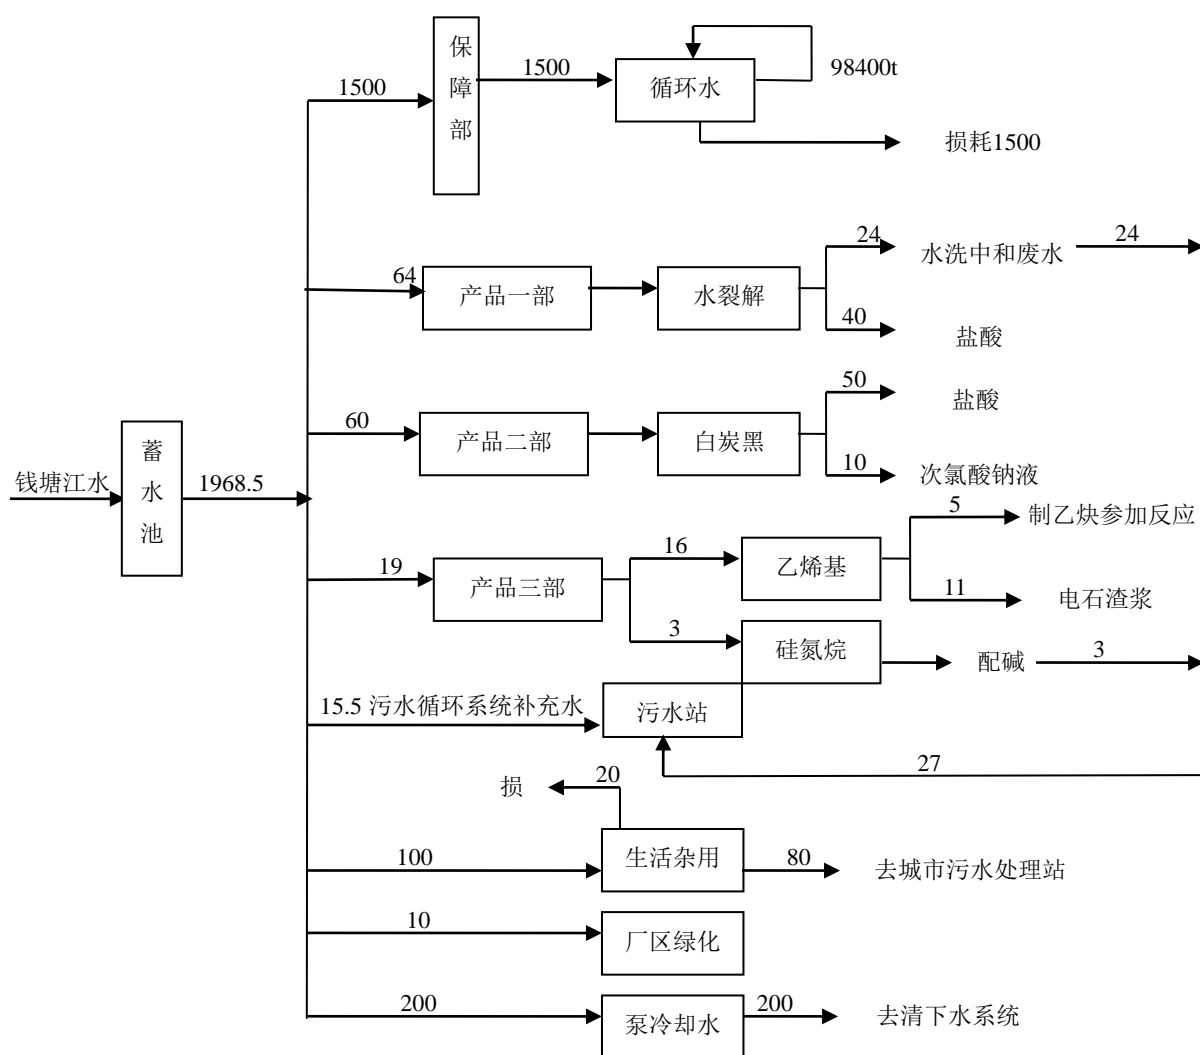 保障部
1500
1500
循环水
98400t
损耗1500
64
产品一部
水裂解
24
水洗中和废水
24
40
盐酸
60
产品二部
白炭黑
50
盐酸
10
次氯酸钠液
钱塘江水
蓄水池
1968.5
19
产品三部
16
乙烯基
5
制乙炔参加反应
11
电石渣浆
3
硅氮烷
配碱
3
15.5 污水循环系统补充水
污水站
27
损
20
100
生活杂用
80
去城市污水处理站
10
厂区绿化
200
泵冷却水
200
去清下水系统